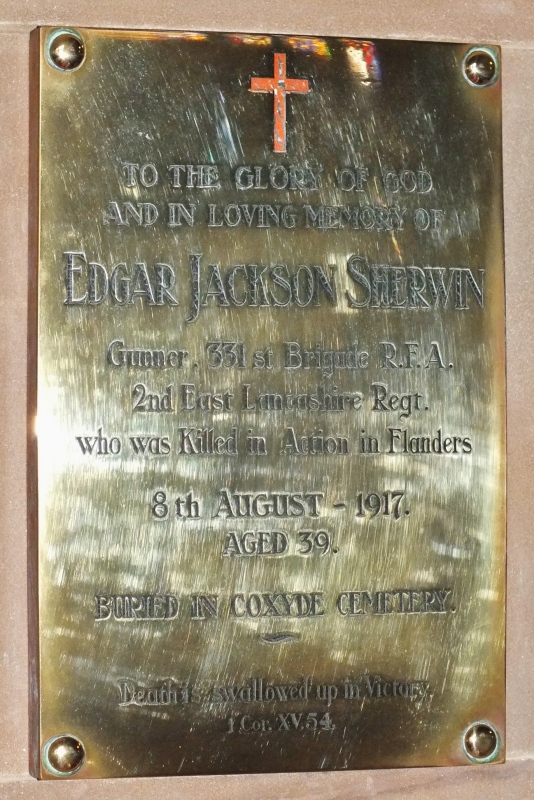 TO THE GLORY OF GOD
AND IN LOVING MEMORY OF
EDGAR JACKSON SHERWIN
Gunner. 331st Brigade R.F.A.
2nd East Lancashire Regt.
who was Killed in Action in Flanders
8th AUGUST - 1917.
AGED 39.
BURIED IN COXYDE CEMETERY.
Death is swallowed up in Victory.
1 Cor. XV.54.